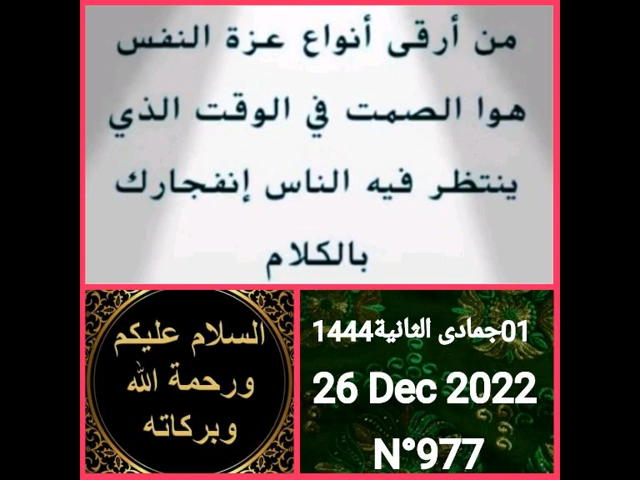 من أرقى أنواع عزة النفس
هوا الصمت في الوقت الذي
ينتظر فيه الناس إنفجارك
بالكلام
السلام عليكم
ورحمة الله
وبركاته
01جمادى الثانية1444
26 Dec 2022
N°977